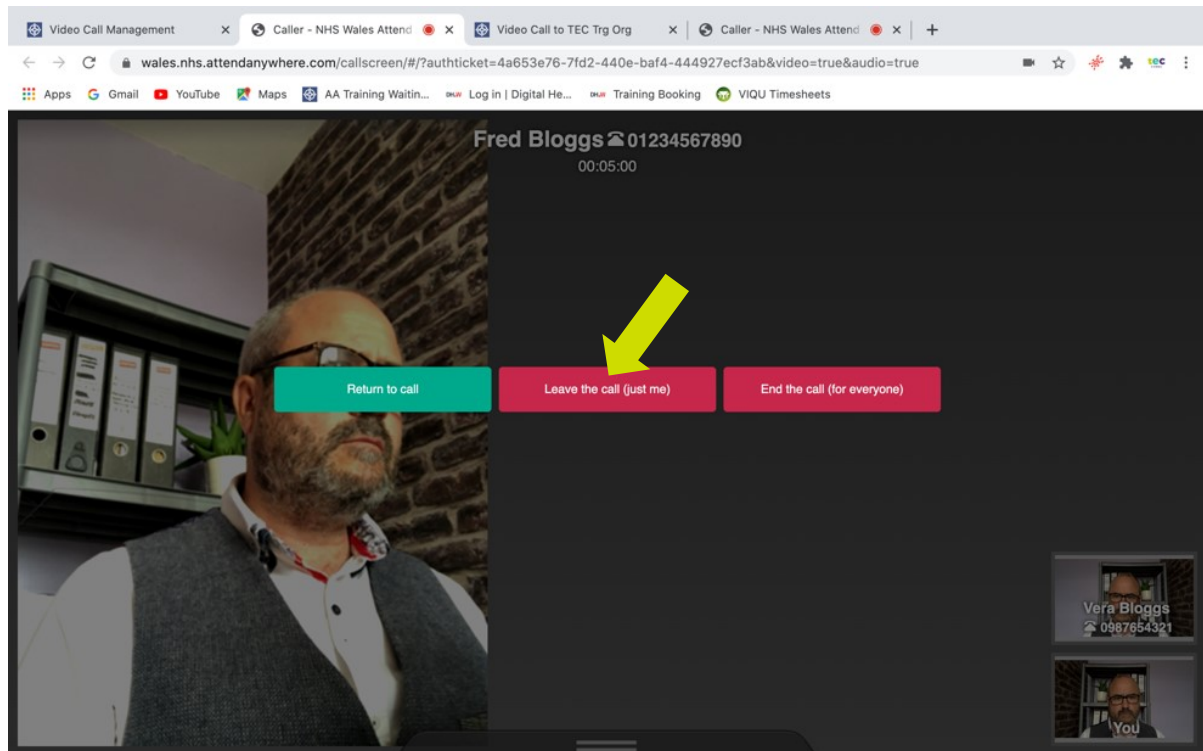 Video Call Management
Caller - NHS Wales Attend
Video Call to TEC Trg Org
Caller - NHS Wales Attend
wales.nhs.attendanywhere.com/callscreen/#/?authticket=4a653e76-7fd2-440e-baf4-444927ecf3ab&video=true&audio=true
tec
Apps
Gmail
YouTube
Maps
AA Training Waitin...
DHCW Log in | Digital He...
DHCW Training Booking
VIQU Timesheets
Fred Bloggs 01234567890
00:05:00
Return to call
Leave the call (just me)
End the call (for everyone)
Vera Bloggs
0987654321
You